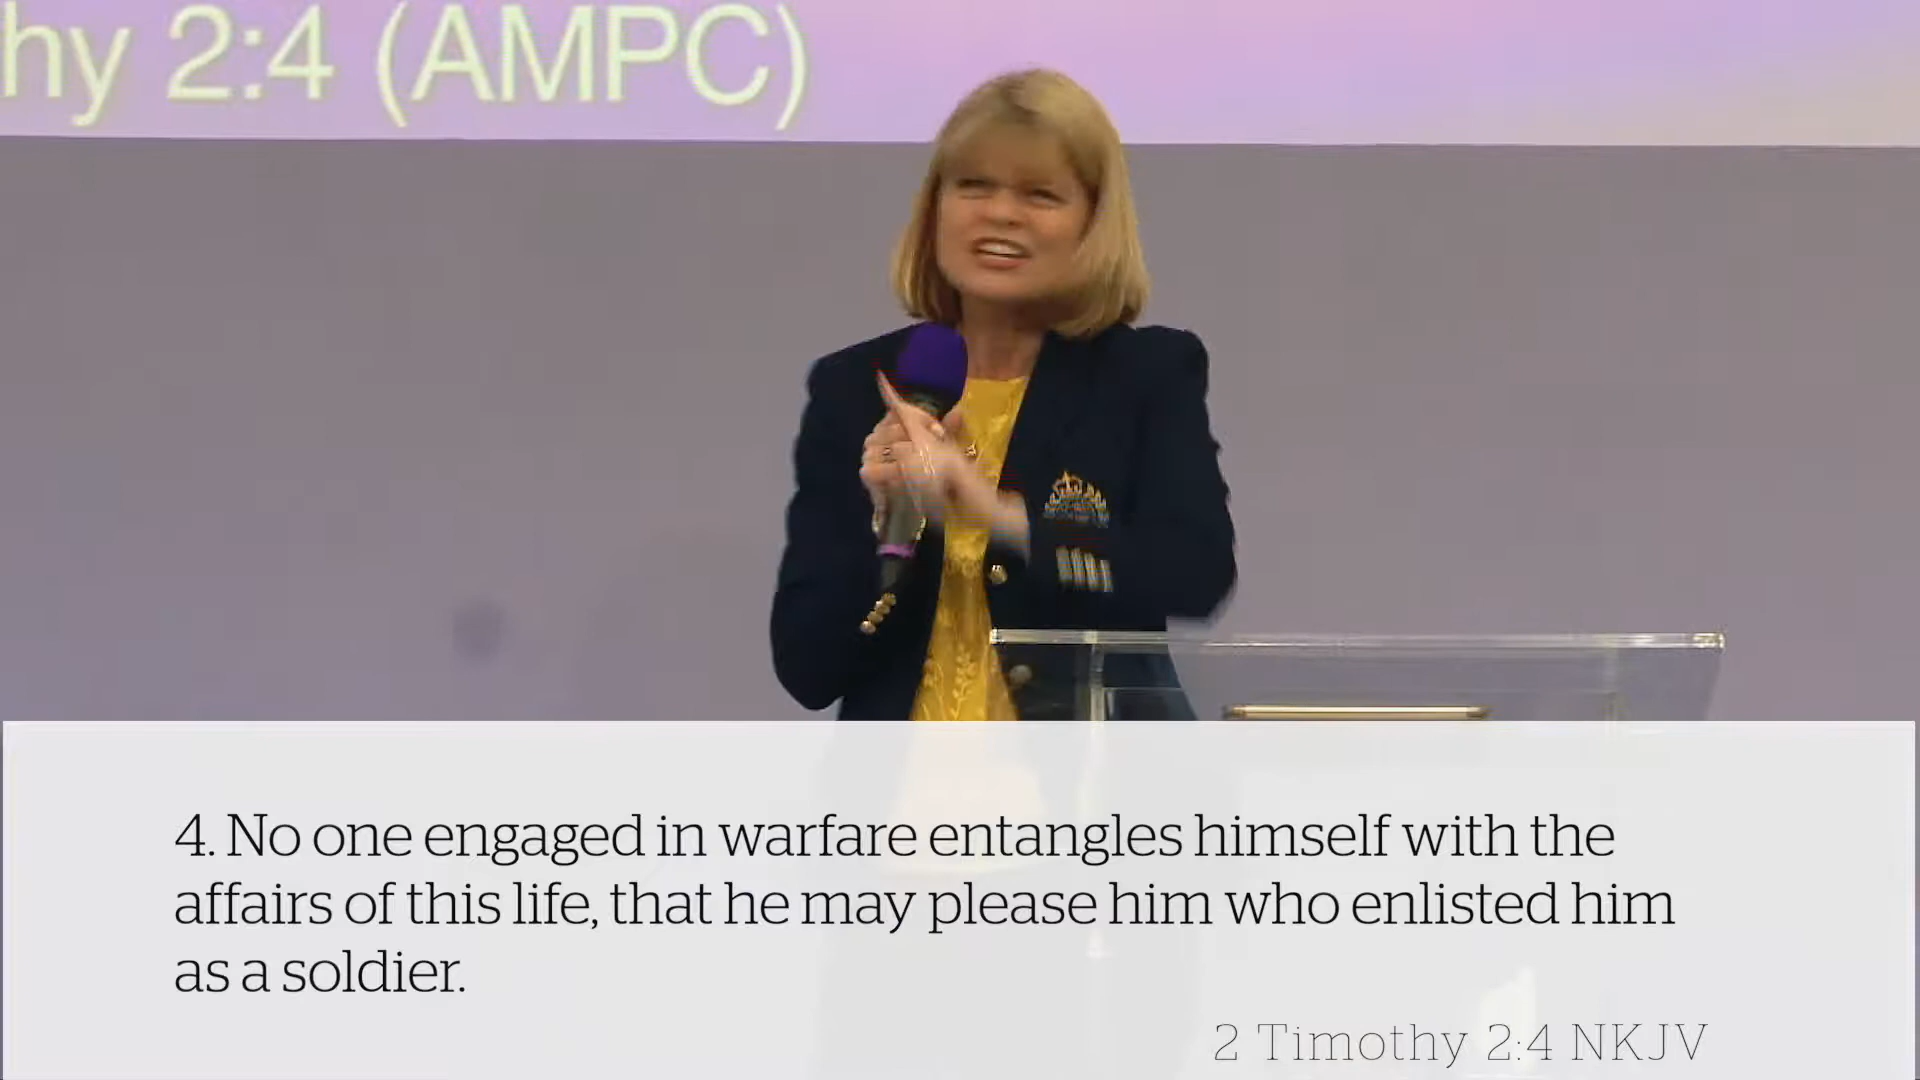 hy 2:4 (AMPC)
4. No one engaged in warfare entangles himself with the
affairs of this life, that he may please him who enlisted him
as a soldier.
2 Timothy 2:4 NKJV